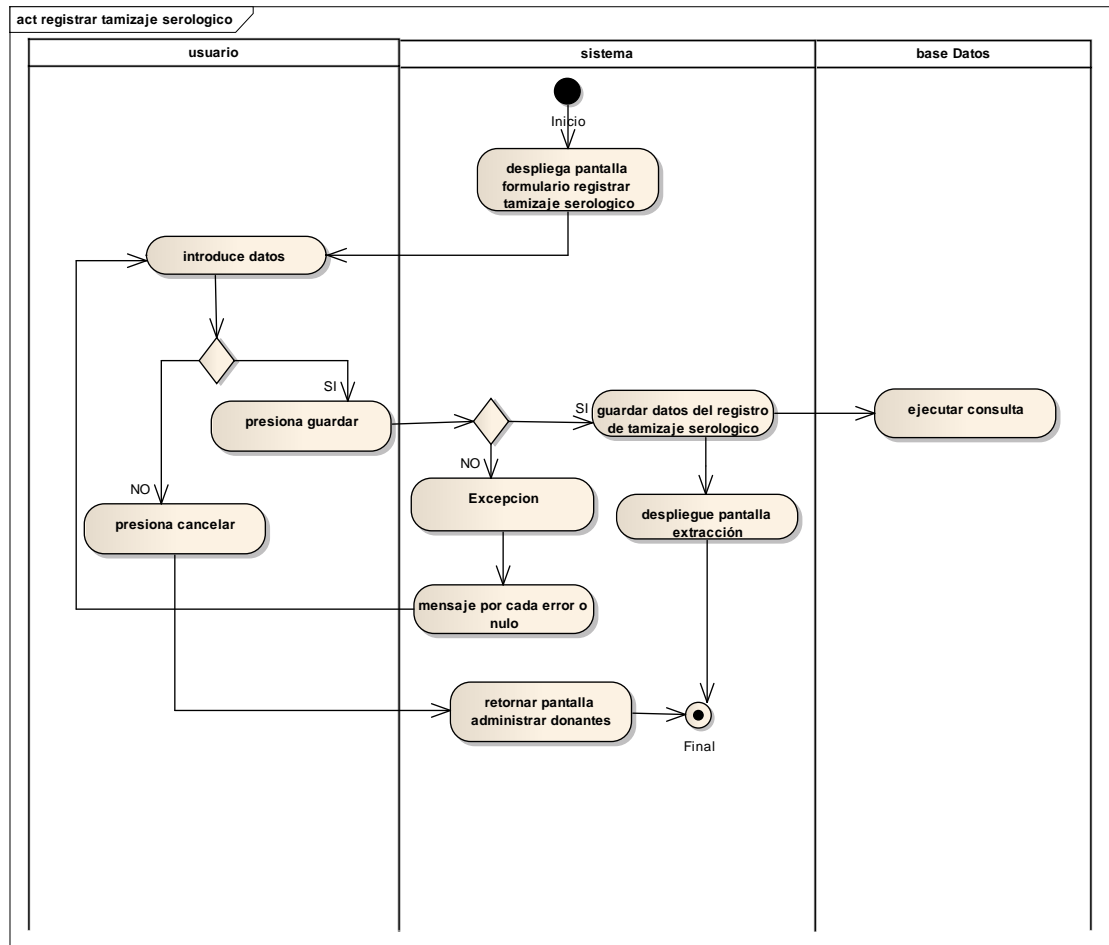 act registrar tamizaje serologico
usuario
sistema
base Datos
Inicio
despliega pantalla
formulario registrar
tamizaje serologico
introduce datos
SI
presiona guardar
SI
guardar datos del registro
de tamizaje serologico
ejecutar consulta
NO
Excepcion
NO
presiona cancelar
despliegue pantalla
extracción
mensaje por cada error o
nulo
retornar pantalla
administrar donantes
Final